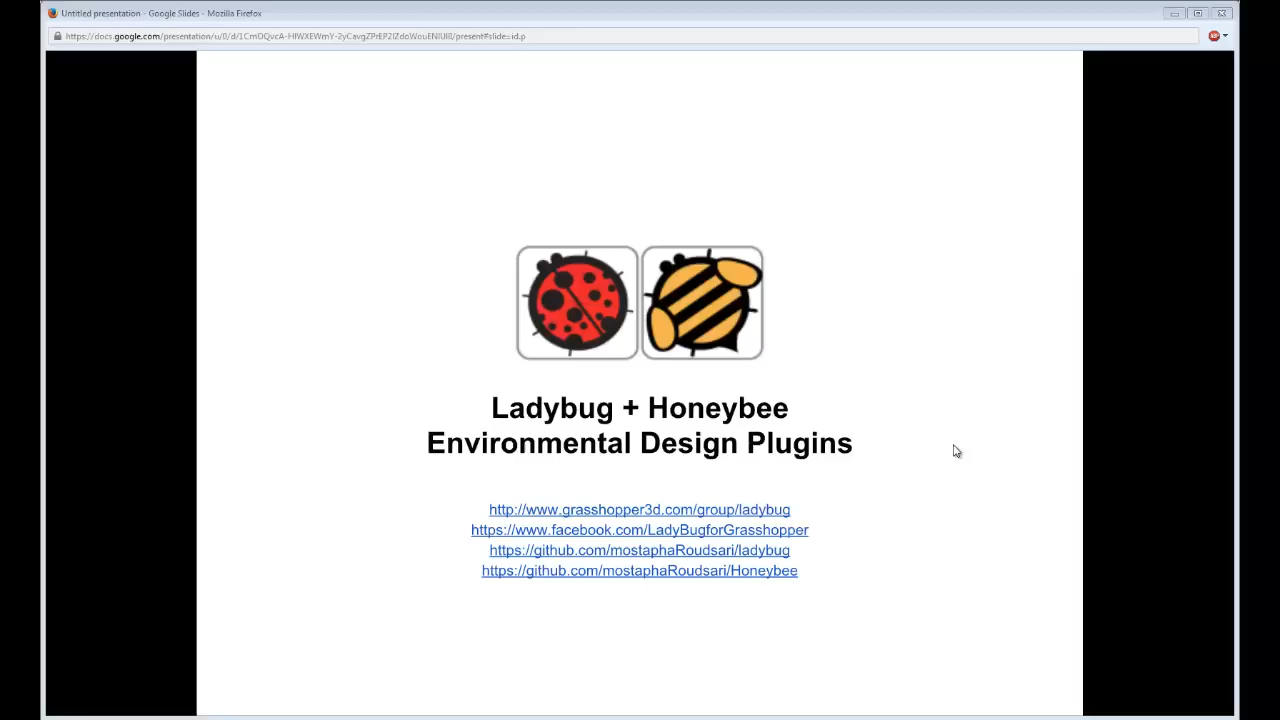 Untitled presentation - Google Slides - Mozilla Firefox
Ladybug + Honeybee
Environmental Design Plugins
http://www.grasshopper3d.com/group/ladybug
https://www.facebook.com/LadyBugforGrasshopper
https://github.com/mostaphaRoudsari/ladybug
https://github.com/mostaphaRoudsari/Honeybee